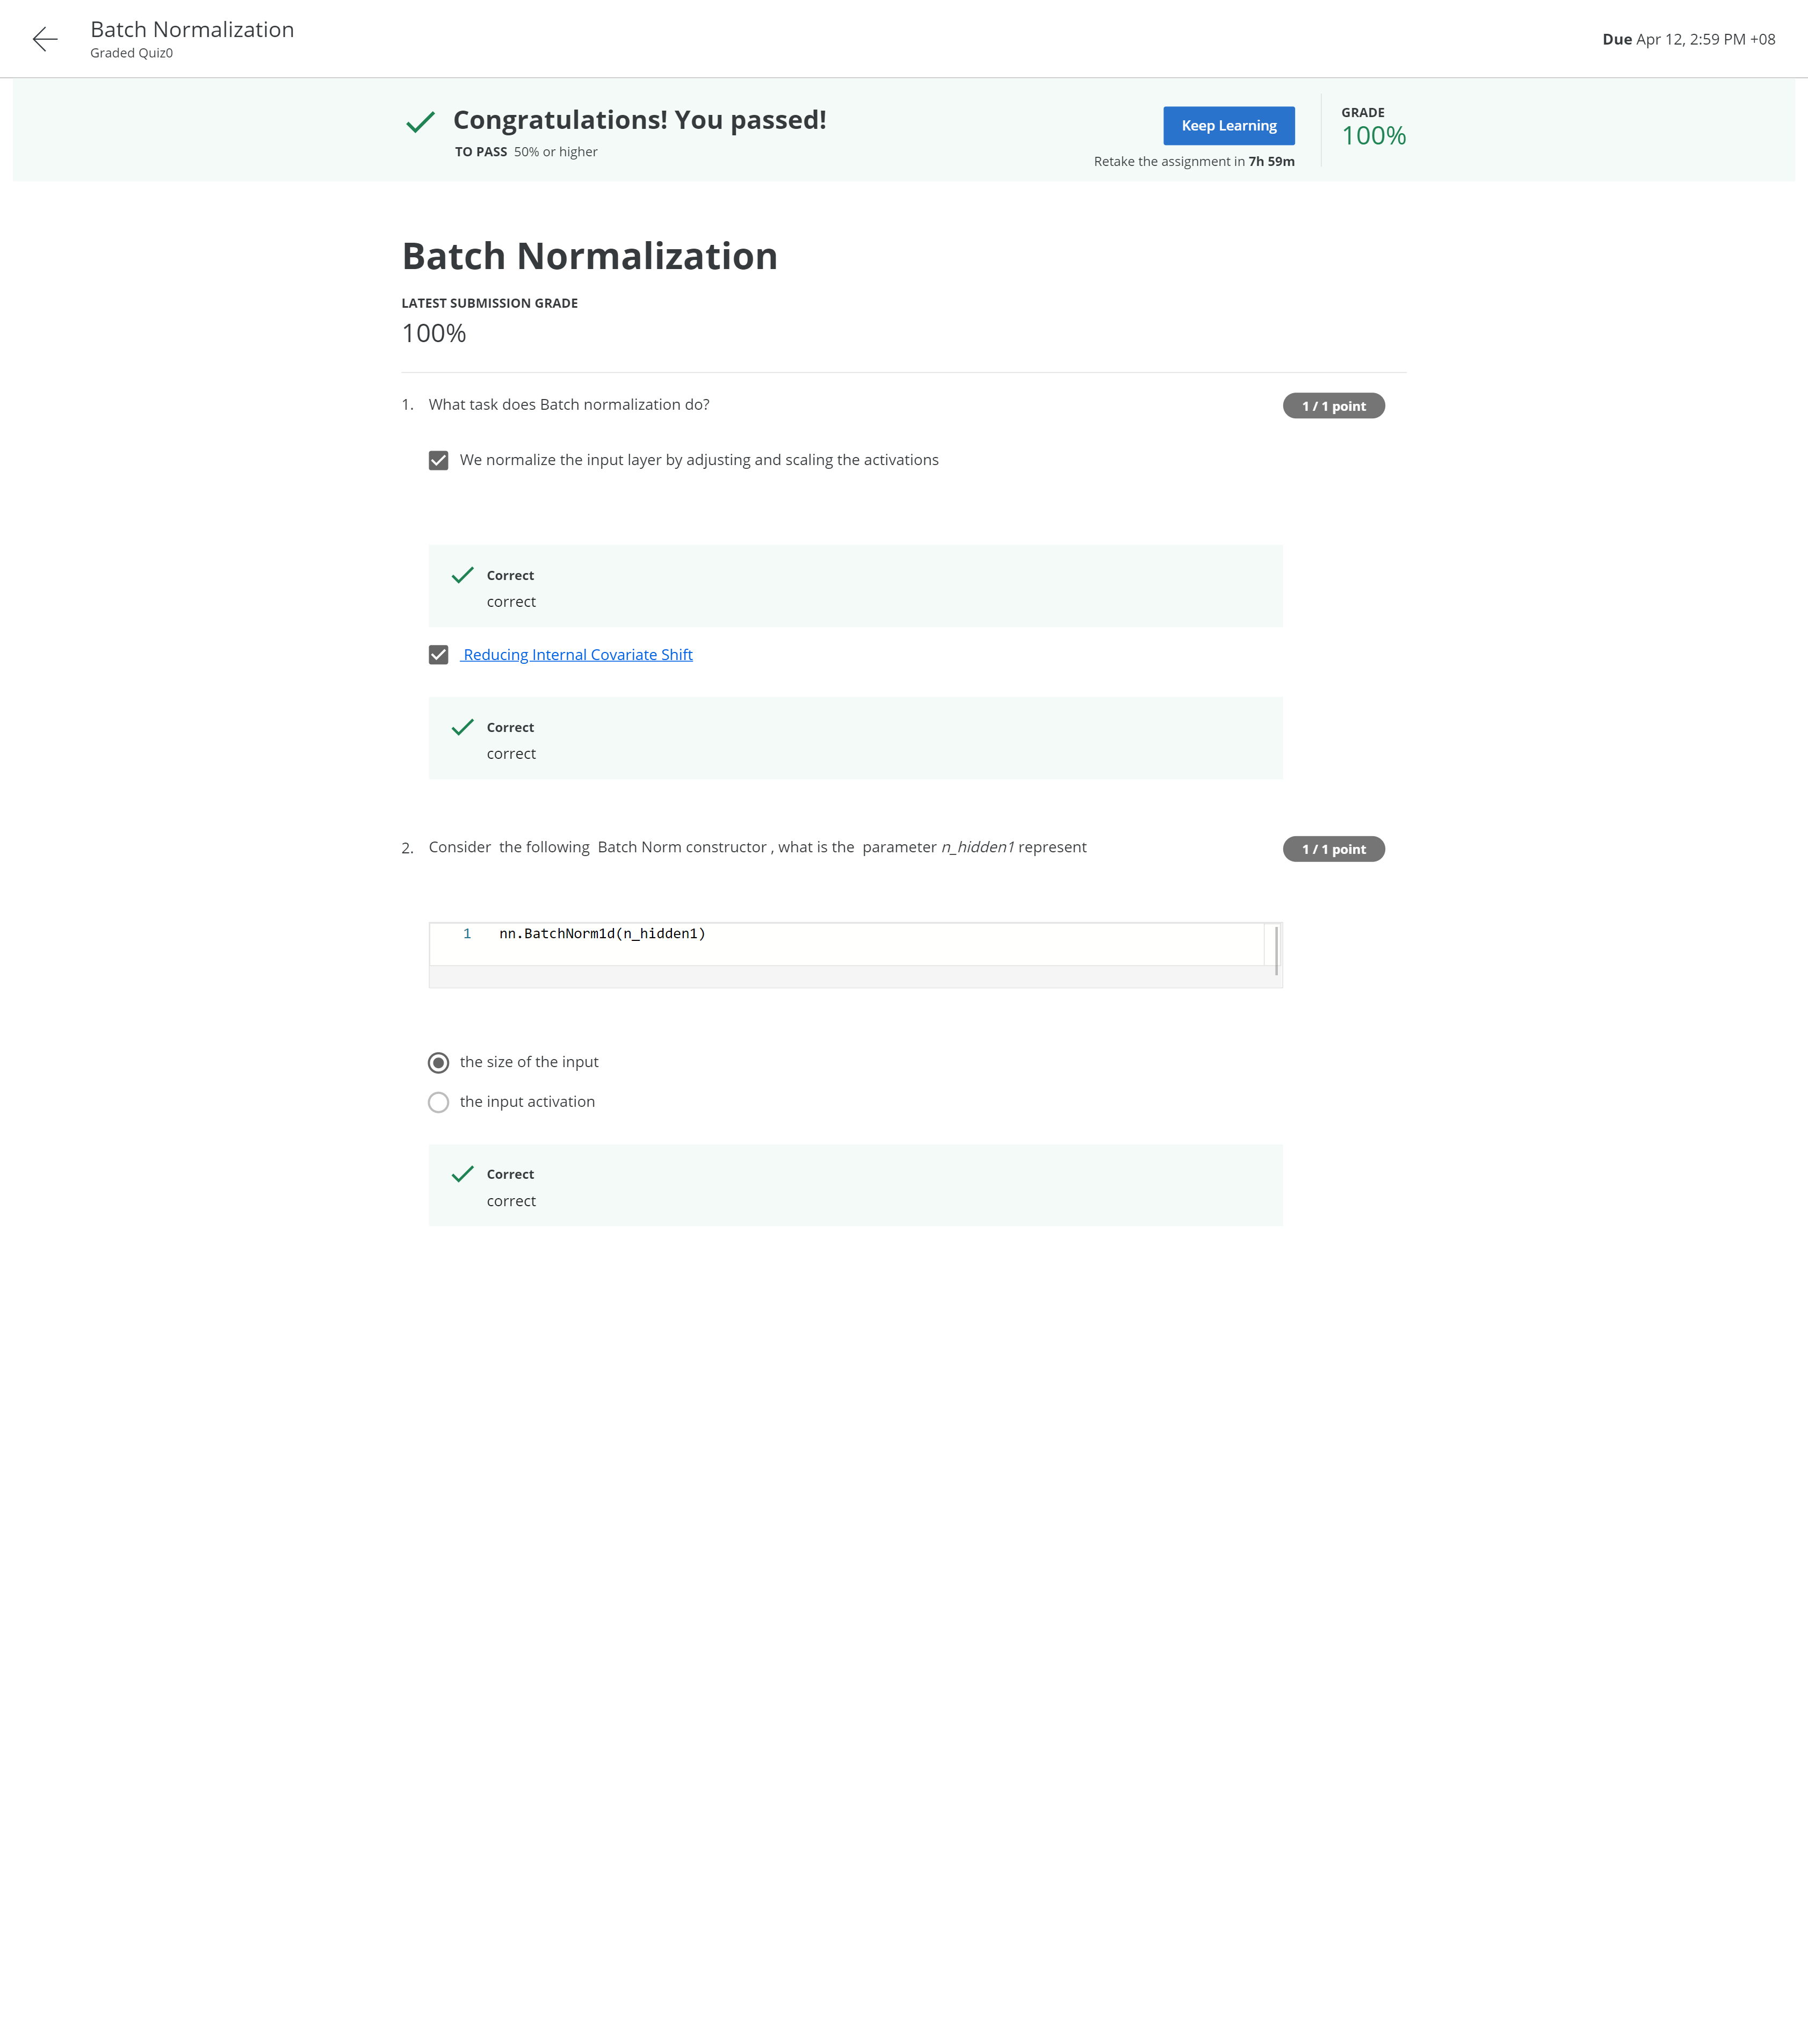 Batch Normalization
Graded Quiz0
Due Apr 12, 2:59 PM +08
Congratulations! You passed!
TO PASS 50% or higher
Keep Learning
Retake the assignment in 7h 59m
GRADE
100%
Batch Normalization
LATEST SUBMISSION GRADE
100%
1. What task does Batch normalization do?
1 / 1 point
We normalize the input layer by adjusting and scaling the activations
Correct
correct
Reducing Internal Covariate Shift
Correct
correct
2. Consider the following Batch Norm constructor , what is the parameter n_hidden1 represent
1 / 1 point
1 nn.BatchNorm1d(n_hidden1)
the size of the input
the input activation
Correct
correct